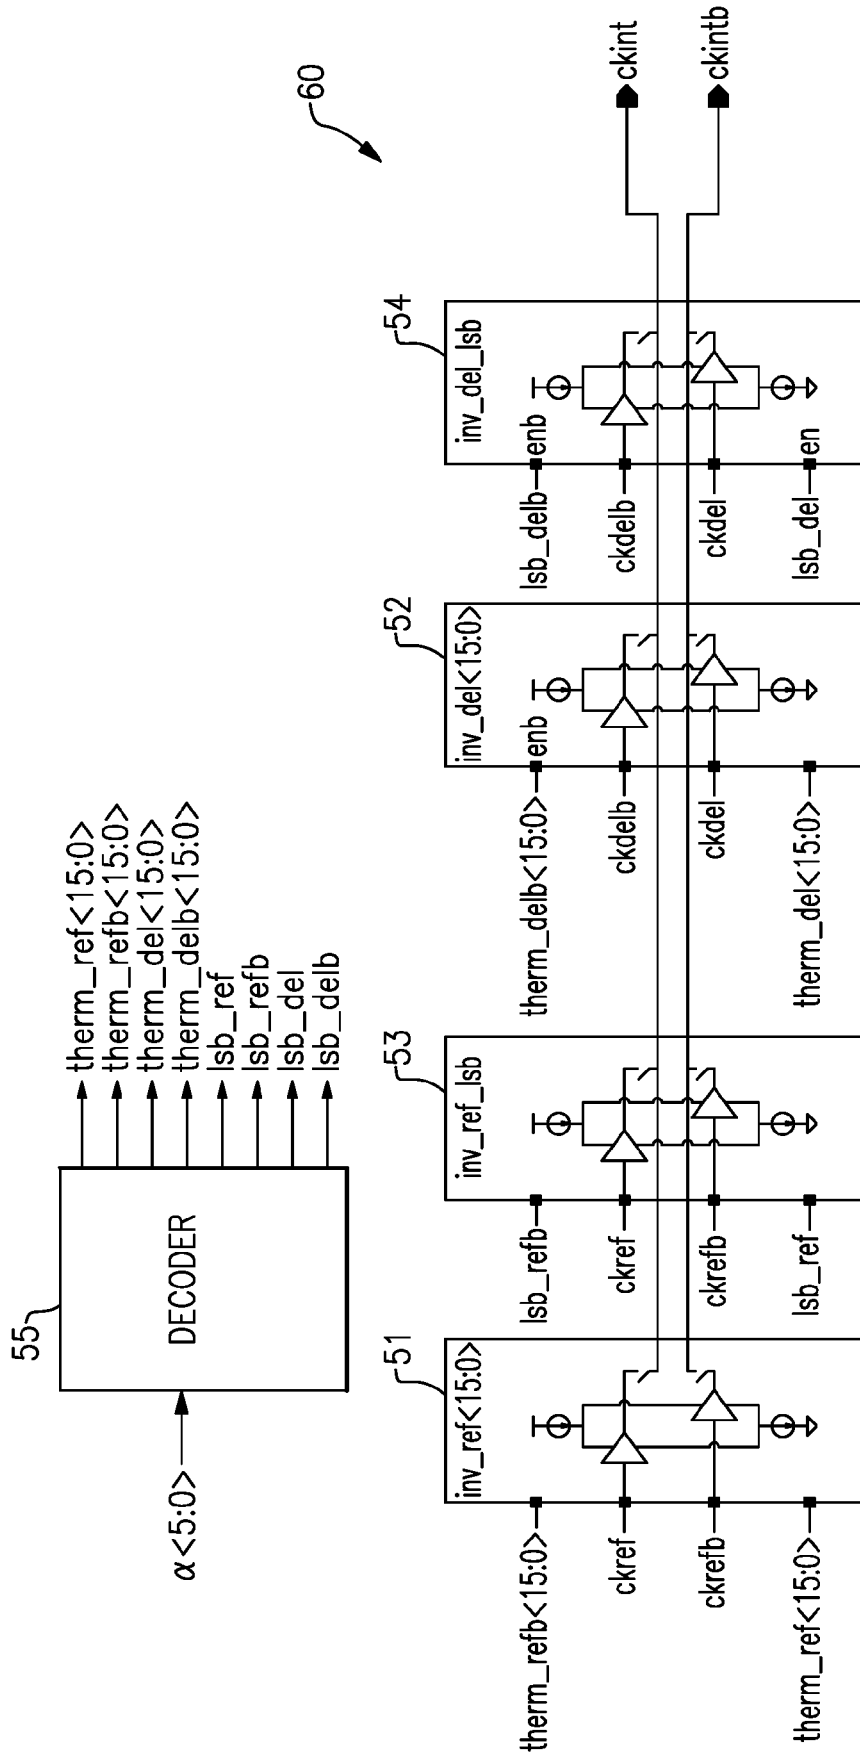 60
55
DECODER
α<5:0>
therm_ref<15:0>
therm_refb<15:0>
therm_del<15:0>
therm_delb<15:0>
lsb_ref
lsb_refb
lsb_del
lsb_delb
51
inv_ref<15:0>
therm_refb<15:0>
ckref
ckrefb
therm_ref<15:0>
53
inv_ref_lsb
lsb_refb
ckref
ckrefb
lsb_ref
52
inv_del<15:0>
therm_delb<15:0>
enb
ckdelb
ckdel
therm_del<15:0>
54
inv_del_lsb
lsb_delb
enb
ckdelb
ckdel
lsb_del
en
ckint
ckintb